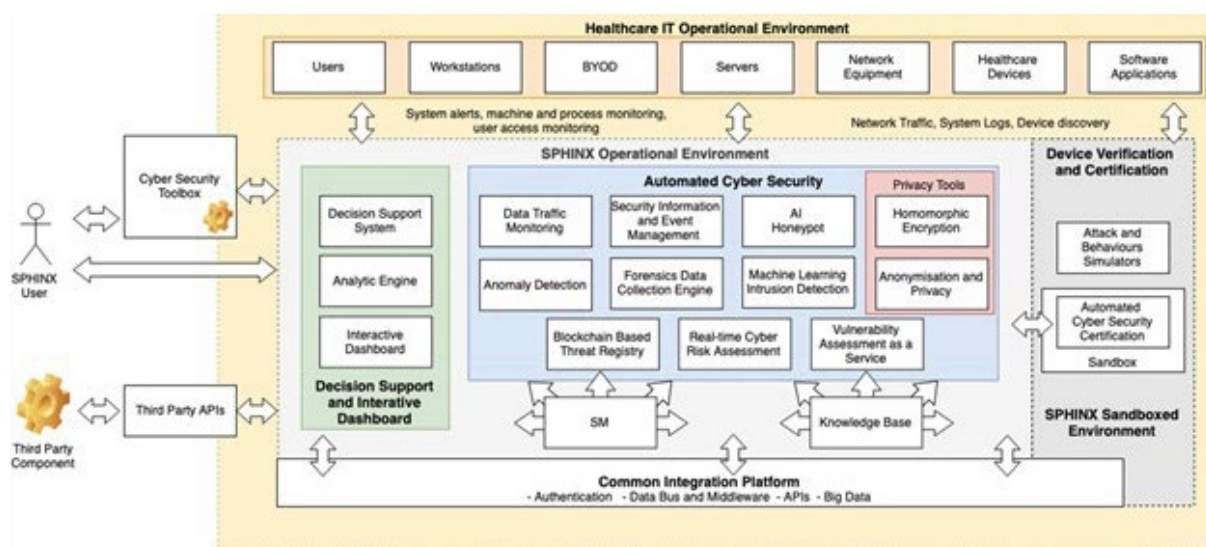 Healthcare IT Operational Environment
Users
Workstations
BYOD
Servers
Network
Equipment
Healthcare
Devices
Software
Applications
System alerts, machine and process monitoring,
user access monitoring
Network Traffic, System Logs, Device discovery
Cyber Security
Toolbox
SPHINX
User
Third Party APIs
Third Party
Component
SPHINX Operational Environment
Decision Support
System
Analytic Engine
Interactive
Dashboard
Decision Support
and Interative
Dashboard
Automated Cyber Security
Data Traffic
Monitoring
Security Information
and Event
Management
AI
Honeypot
Anomaly Detection
Forensics Data
Collection Engine
Machine Learning
Intrusion Detection
Blockchain Based
Threat Registry
Real-time Cyber
Risk Assessment
Vulnerability
Assessment as a
Service
Privacy Tools
Homomorphic
Encryption
Anonymisation and
Privacy
SM
Knowledge Base
Device Verification
and Certification
Attack and
Behaviours
Simulators
Automated
Cyber Security
Certification
Sandbox
SPHINX Sandboxed
Environment
Common Integration Platform
- Authentication - Data Bus and Middleware - APIs - Big Data